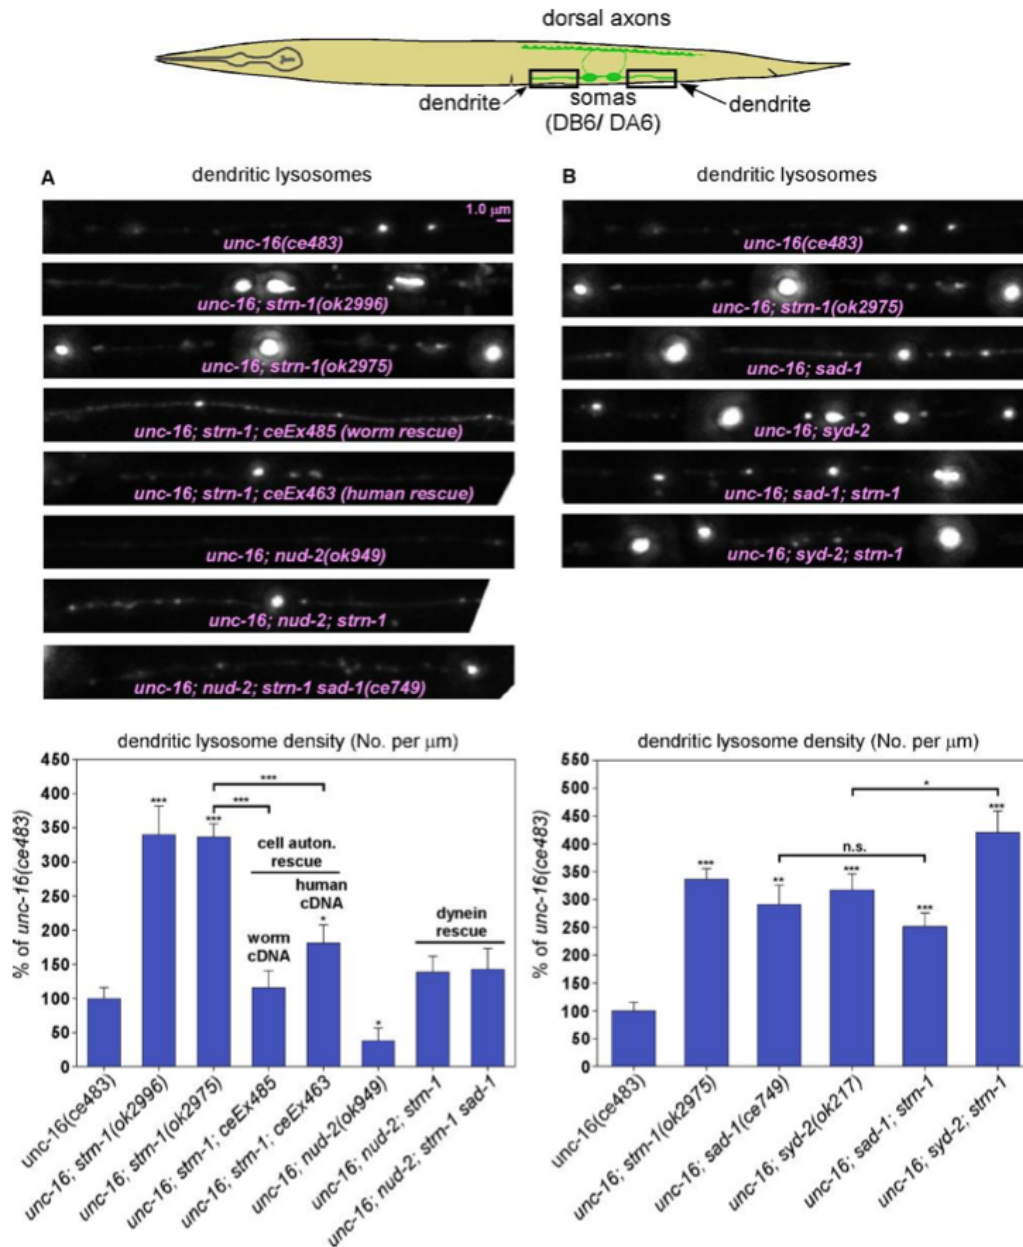 dorsal axons
dendrite
somas
(DB6/ DA6)
dendrite
A
dendritic lysosomes
1.0 μm
unc-16(ce483)
unc-16; strn-1(ok2996)
unc-16; strn-1(ok2975)
unc-16; strn-1; ceEx485 (worm rescue)
unc-16; strn-1; ceEx463 (human rescue)
unc-16; nud-2(ok949)
unc-16; nud-2; strn-1
unc-16; nud-2; strn-1 sad-1(ce749)
B
dendritic lysosomes
unc-16(ce483)
unc-16; strn-1(ok2975)
unc-16; sad-1
unc-16; syd-2
unc-16; sad-1; strn-1
unc-16; syd-2; strn-1
dendritic lysosome density (No. per μm)
% of unc-16(ce483)
450
400
350
300
250
200
150
100
50
0
***
***
***
***
cell auton.
rescue
human
cDNA
*
worm
cDNA
*
dynein
rescue
unc-16(ce483)
unc-16; strn-1(ok2996)
unc-16; strn-1(ok2975)
unc-16; strn-1; ceEx485
unc-16; strn-1; ceEx463
unc-16; nud-2(ok949)
unc-16; nud-2; strn-1
unc-16; nud-2; strn-1 sad-1
dendritic lysosome density (No. per μm)
% of unc-16(ce483)
550
500
450
400
350
300
250
200
150
100
50
0
*
n.s.
***
**
***
***
***
unc-16(ce483)
unc-16; strn-1(ok2975)
unc-16; sad-1(ce749)
unc-16; syd-2(ok217)
unc-16; sad-1; strn-1
unc-16; syd-2; strn-1